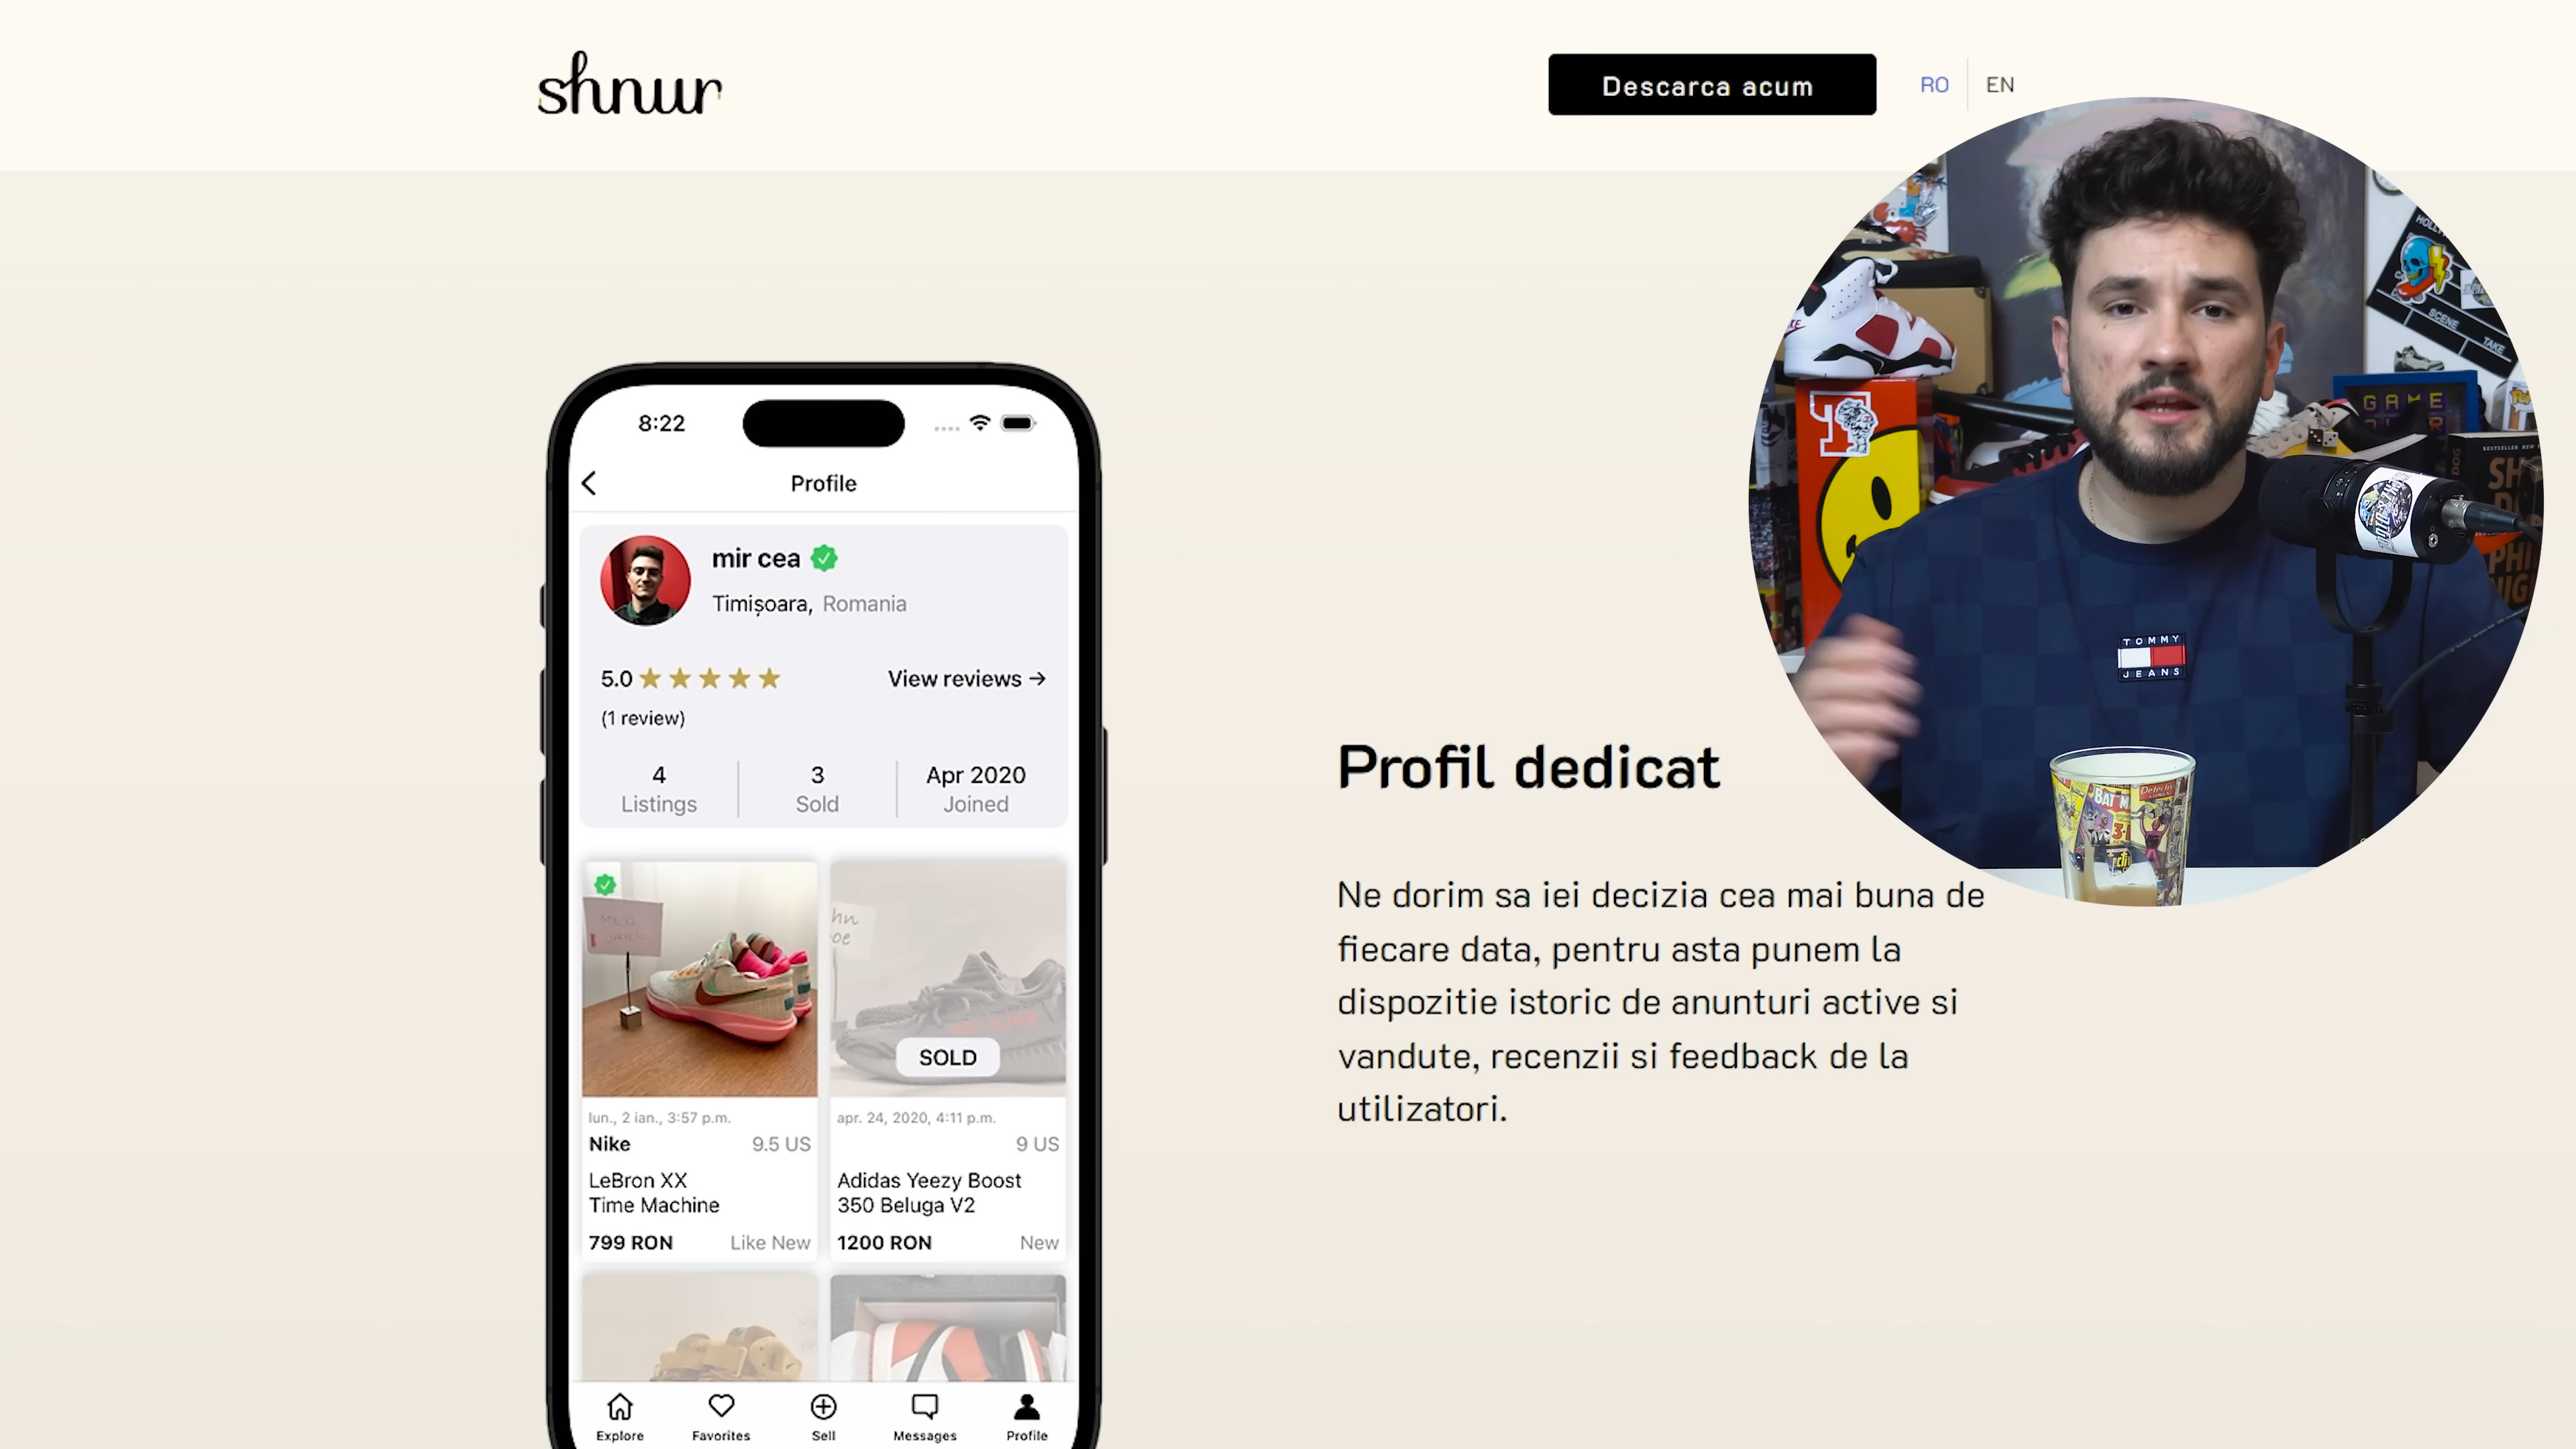 shnur
Descarca acum
RO
EN
8:22
Profile
mir cea
Timișoara, Romania
5.0
View reviews →
(1 review)
4
Listings
3
Sold
Apr 2020
Joined
SOLD
lun., 2 ian., 3:57 p.m.
Nike
9.5 US
LeBron XX
Time Machine
799 RON
Like New
apr. 24, 2020, 4:11 p.m.
9 US
Adidas Yeezy Boost
350 Beluga V2
1200 RON
New
Explore
Favorites
Sell
Messages
Profile
Profil dedicat
Ne dorim sa iei decizia cea mai buna de
fiecare data, pentru asta punem la
dispozitie istoric de anunturi active si
vandute, recenzii si feedback de la
utilizatori.
SCENE
TAKE
GAME
TOMMY
JEANS